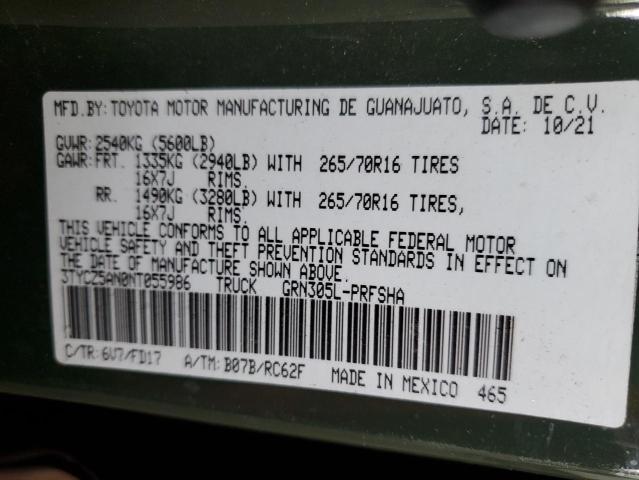 MFD.BY:TOYOTA MOTOR MANUFACTURING DE GUANAJUATO, S.A. DE C.V.
DATE: 10/21
GVWR:2540KG (5600LB)
GAWR:FRT. 1335KG (2940LB) WITH 265/70R16 TIRES
16X7J RIMS.
RR. 1490KG (3280LB) WITH 265/70R16 TIRES,
16X7J RIMS.
THIS VEHICLE CONFORMS TO ALL APPLICABLE FEDERAL MOTOR
VEHICLE SAFETY AND THEFT PREVENTION STANDARDS IN EFFECT ON
THE DATE OF MANUFACTURE SHOWN ABOVE.
3TYCZ5AN0NT055986 TRUCK GRN305L-PRFSHA
C/TR:6V7/FD17 A/TM:B07B/RC62F MADE IN MEXICO 465